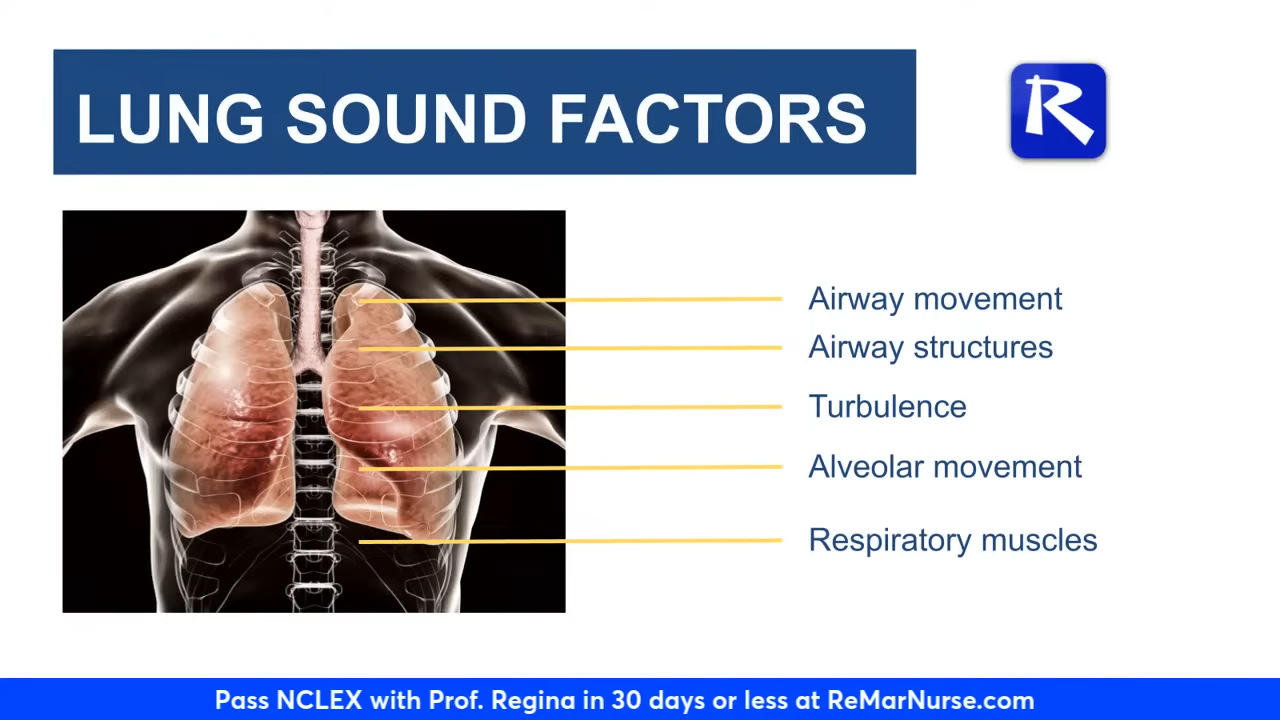 LUNG SOUND FACTORS
R
Airway movement
Airway structures
Turbulence
Alveolar movement
Respiratory muscles
Pass NCLEX with Prof. Regina in 30 days or less at ReMarNurse.com